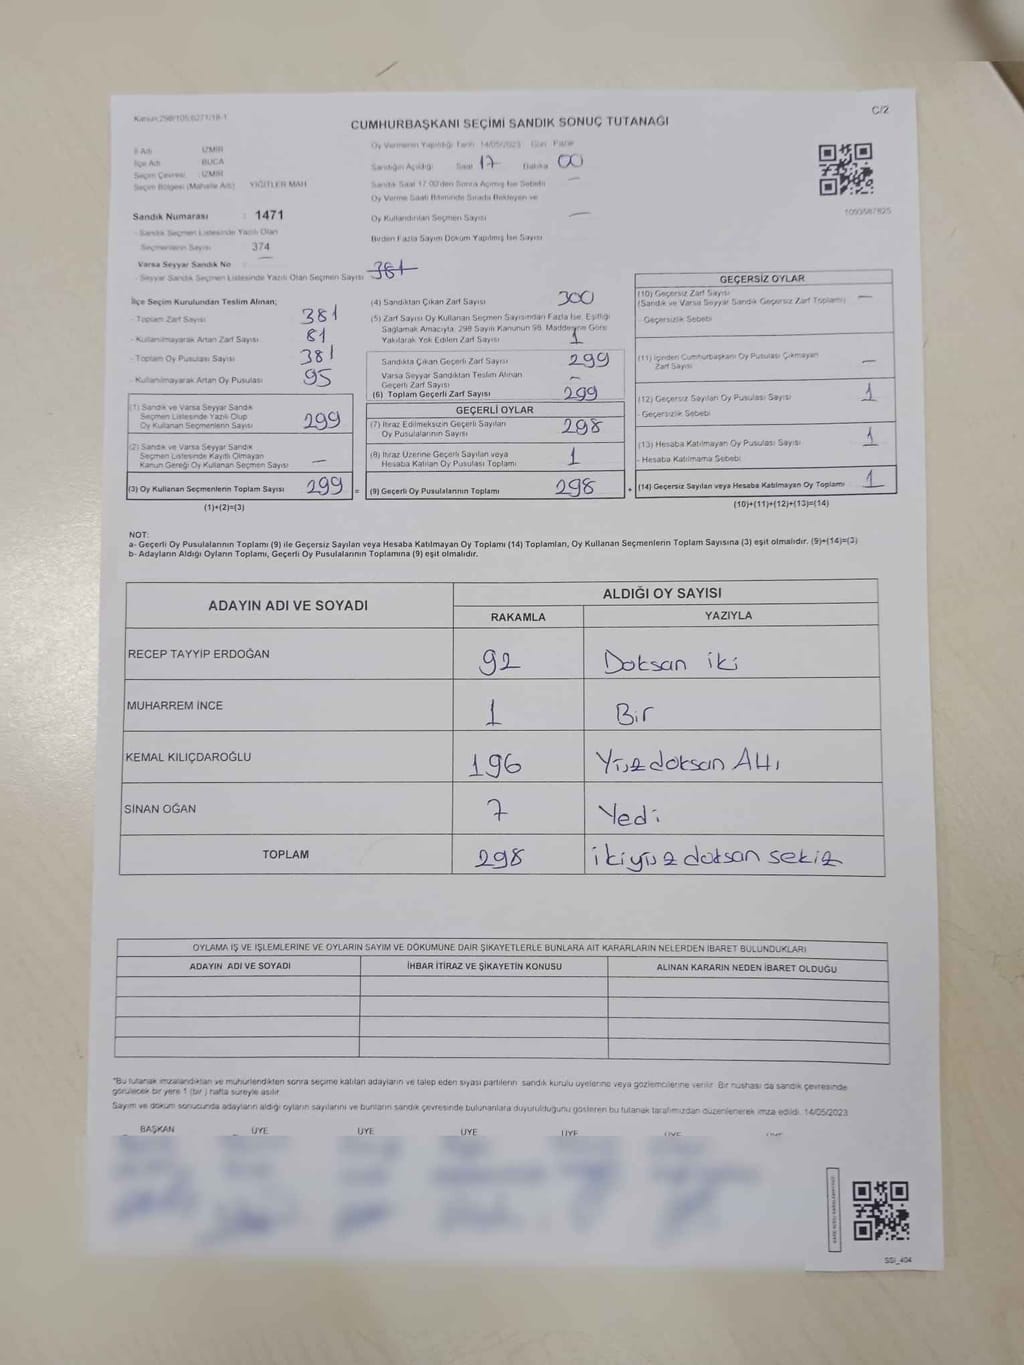 Kanun:298/105,6271/18-1
C/2
CUMHURBAŞKANI SEÇİMİ SANDIK SONUÇ TUTANAĞI
İl Adı İZMİR
İlçe Adı BUCA
Seçim Çevresi : İZMİR
Seçim Bölgesi (Mahalle Adı) YİĞİTLER MAH
Sandık Numarası : 1471
- Sandık Seçmen Listesinde Yazılı Olan
Seçmenlerin Sayısı 374
Varsa Seyyar Sandık No
- Seyyar Sandık Seçmen Listesinde Yazılı Olan Seçmen Sayısı 381
Oy Vermenin Yapıldığı Tarih 14/05/2023 Gün Pazar
Sandığın Açıldığı Saat 17 Dakika 00
Sandık Saat 17:00'den Sonra Açılmış İse Sebebi —
Oy Verme Saati Bitiminde Sırada Bekleyen ve
Oy Kullandırılan Seçmen Sayısı —
Birden Fazla Sayım Döküm Yapılmış İse Sayısı
1093587825
İlçe Seçim Kurulundan Teslim Alınan;
- Toplam Zarf Sayısı 381
- Kullanılmayarak Artan Zarf Sayısı 81
- Toplam Oy Pusulası Sayısı 381
- Kullanılmayarak Artan Oy Pusulası 95
(1) Sandık ve Varsa Seyyar Sandık
Seçmen Listesinde Yazılı Olup
Oy Kullanan Seçmenlerin Sayısı 299
(2) Sandık ve Varsa Seyyar Sandık
Seçmen Listesinde Kayıtlı Olmayan
Kanun Gereği Oy Kullanan Seçmen Sayısı —
(3) Oy Kullanan Seçmenlerin Toplam Sayısı 299 =
(1)+(2)=(3)
(4) Sandıktan Çıkan Zarf Sayısı 300
(5) Zarf Sayısı Oy Kullanan Seçmen Sayısından Fazla İse, Eşitliği
Sağlamak Amacıyla, 298 Sayılı Kanunun 98. Maddesine Göre
Yakılarak Yok Edilen Zarf Sayısı 1
Sandıkta Çıkan Geçerli Zarf Sayısı 299
Varsa Seyyar Sandıktan Teslim Alınan
Geçerli Zarf Sayısı —
(6) Toplam Geçerli Zarf Sayısı 299
GEÇERLİ OYLAR
(7) İtiraz Edilmeksizin Geçerli Sayılan
Oy Pusulalarının Sayısı 298
(8) İtiraz Üzerine Geçerli Sayılan veya
Hesaba Katılan Oy Pusulası Toplamı 1
(9) Geçerli Oy Pusulalarının Toplamı 298 +
GEÇERSİZ OYLAR
(10) Geçersiz Zarf Sayısı
(Sandık ve Varsa Seyyar Sandık Geçersiz Zarf Toplamı) —
- Geçersizlik Sebebi
(11) İçinden Cumhurbaşkanı Oy Pusulası Çıkmayan
Zarf Sayısı —
(12) Geçersiz Sayılan Oy Pusulası Sayısı 1
- Geçersizlik Sebebi
(13) Hesaba Katılmayan Oy Pusulası Sayısı 1
- Hesaba Katılmama Sebebi
(14) Geçersiz Sayılan veya Hesaba Katılmayan Oy Toplamı 1
(10)+(11)+(12)+(13)=(14)
NOT:
a- Geçerli Oy Pusulalarının Toplamı (9) ile Geçersiz Sayılan veya Hesaba Katılmayan Oy Toplamı (14) Toplamları, Oy Kullanan Seçmenlerin Toplam Sayısına (3) eşit olmalıdır. (9)+(14)=(3)
b- Adayların Aldığı Oyların Toplamı, Geçerli Oy Pusulalarının Toplamına (9) eşit olmalıdır.
ADAYIN ADI VE SOYADI ALDIĞI OY SAYISI
RAKAMLA YAZIYLA
RECEP TAYYİP ERDOĞAN 92 Doksan iki
MUHARREM İNCE 1 Bir
KEMAL KILIÇDAROĞLU 196 Yüzdoksan Altı
SİNAN OĞAN 7 Yedi
TOPLAM 298 ikiyüz doksan sekiz
OYLAMA İŞ VE İŞLEMLERİNE VE OYLARIN SAYIM VE DÖKÜMÜNE DAİR ŞİKAYETLERLE BUNLARA AİT KARARLARIN NELERDEN İBARET BULUNDUKLARI
ADAYIN ADI VE SOYADI İHBAR İTİRAZ VE ŞİKAYETİN KONUSU ALINAN KARARIN NEDEN İBARET OLDUĞU
*Bu tutanak imzalandıktan ve mühürlendikten sonra seçime katılan adayların ve talep eden siyasi partilerin sandık kurulu üyelerine veya gözlemcilerine verilir. Bir nüshası da sandık çevresinde
görülecek bir yere 1 (bir) hafta süreyle asılır.
Sayım ve döküm sonucunda adayların aldığı oyların sayılarını ve bunların sandık çevresinde bulunanlara duyurulduğunu gösteren bu tutanak tarafımızdan düzenlenerek imza edildi. 14/05/2023
BAŞKAN ÜYE ÜYE ÜYE ÜYE ÜYE ÜYE
SSİ_404